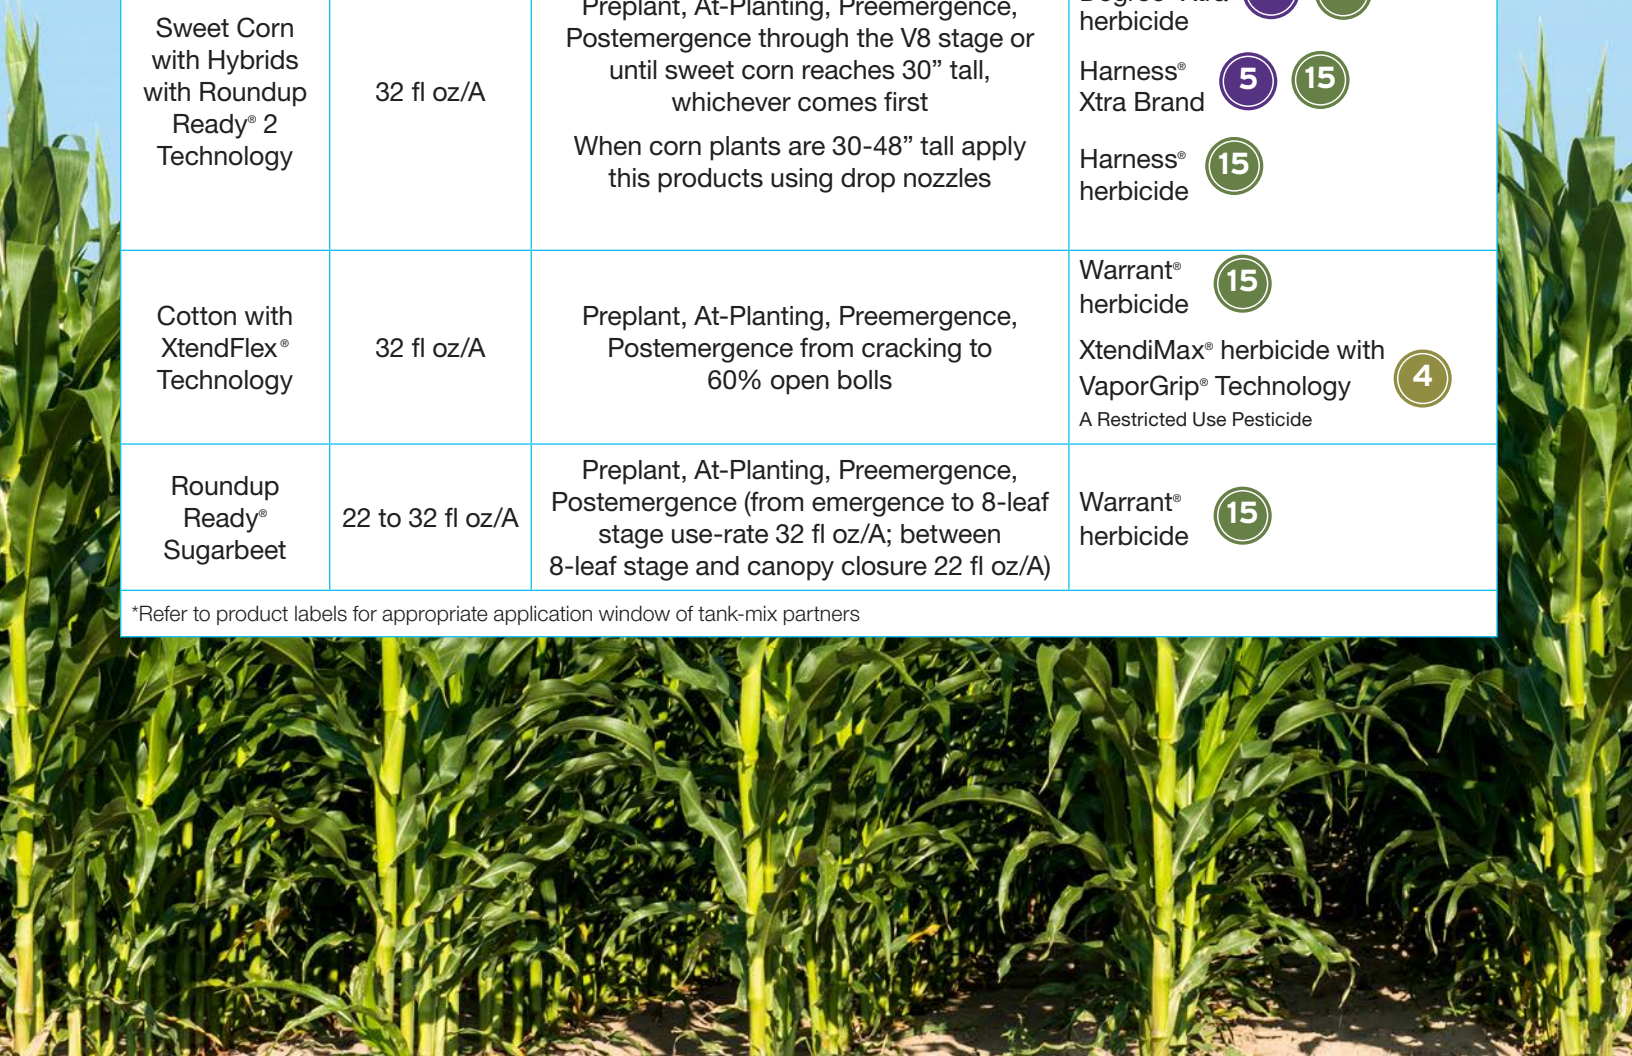 Sweet Corn
with Hybrids
with Roundup
Ready® 2
Technology
32 fl oz/A
Preplant, At-Planting, Preemergence,
Postemergence through the V8 stage or
until sweet corn reaches 30” tall,
whichever comes first
When corn plants are 30-48” tall apply
this products using drop nozzles
herbicide
Harness®
Xtra Brand
5 15
Harness®
herbicide
15
Cotton with
XtendFlex®
Technology
32 fl oz/A
Preplant, At-Planting, Preemergence,
Postemergence from cracking to
60% open bolls
Warrant®
herbicide
15
XtendiMax® herbicide with
VaporGrip® Technology
A Restricted Use Pesticide
4
Roundup
Ready®
Sugarbeet
22 to 32 fl oz/A
Preplant, At-Planting, Preemergence,
Postemergence (from emergence to 8-leaf
stage use-rate 32 fl oz/A; between
8-leaf stage and canopy closure 22 fl oz/A)
Warrant®
herbicide
15
*Refer to product labels for appropriate application window of tank-mix partners